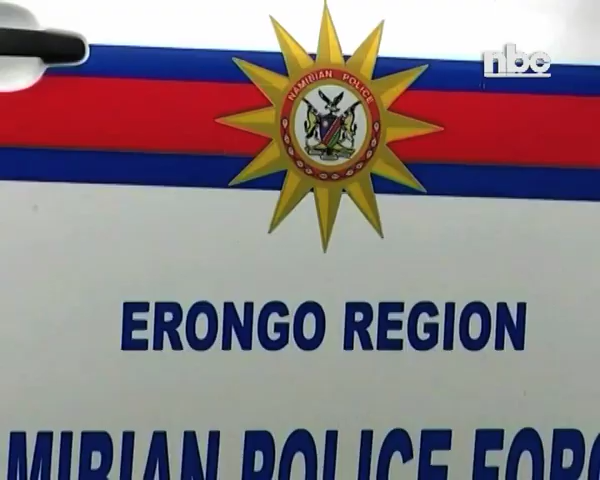 nbc
NAMIBIAN POLICE
ERONGO REGION
MIBIAN POLICE FORC